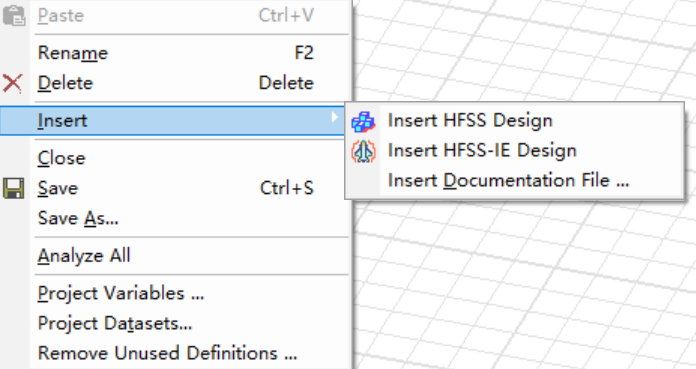 Paste Ctrl+V
Rename F2
Delete Delete
Insert
Insert HFSS Design
Insert HFSS-IE Design
Insert Documentation File ...
Close
Save Ctrl+S
Save As...
Analyze All
Project Variables ...
Project Datasets...
Remove Unused Definitions ...